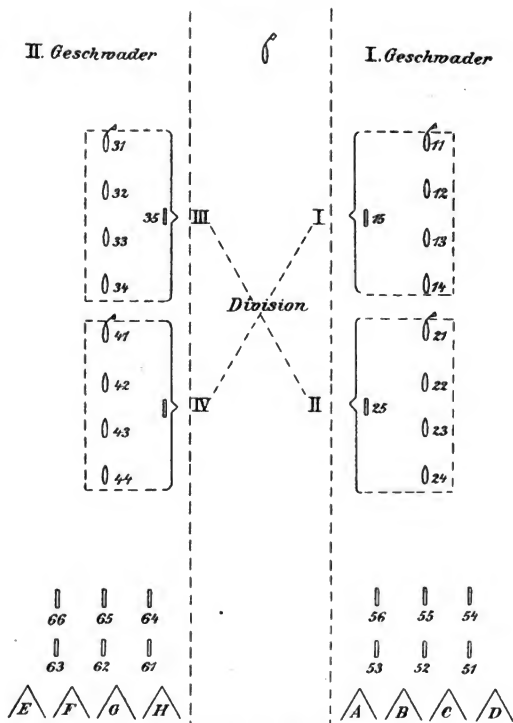 II. Geschwader
I. Geschwader
31
32
35
33
34
III
I
11
12
15
13
14
Division
41
42
43
44
IV
II
21
22
25
23
24
66 65 64
63 62 61
56 55 54
53 52 51
E F G H
A B C D